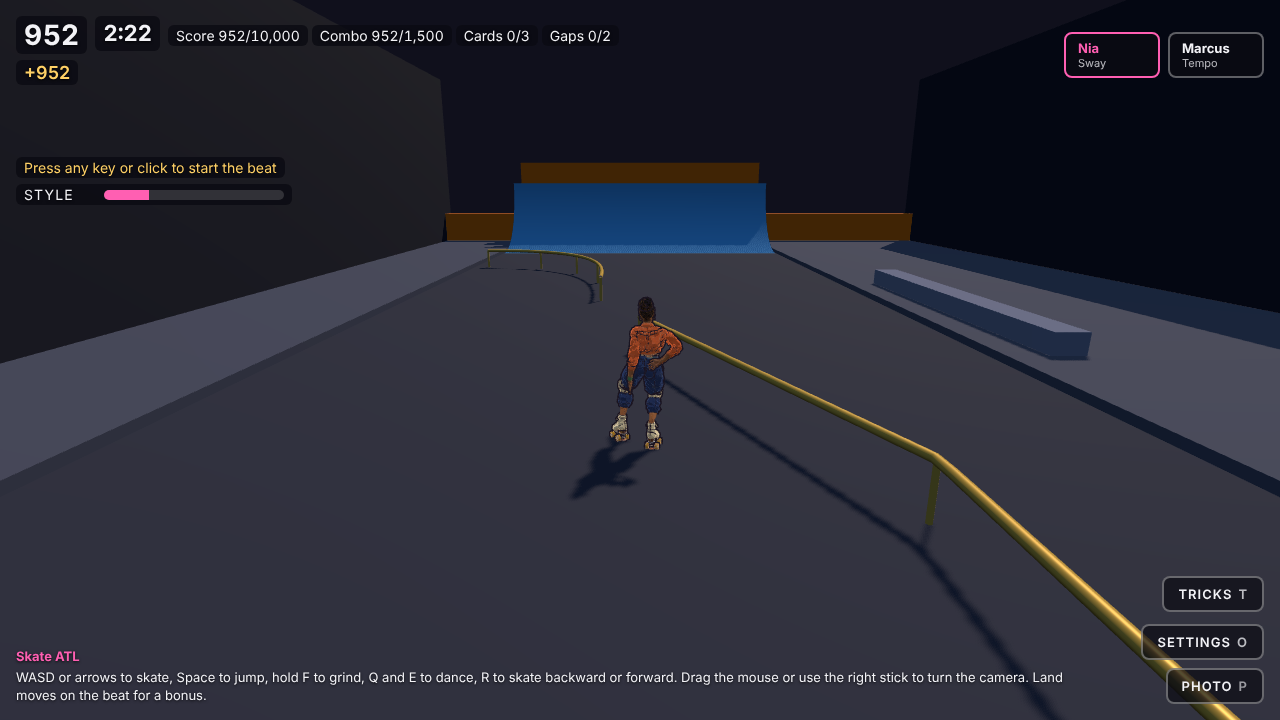 952 2:22 Score 952/10,000 Combo 952/1,500 Cards 0/3 Gaps 0/2
+952
Nia
Sway
Marcus
Tempo
Press any key or click to start the beat
STYLE
TRICKS T
SETTINGS O
PHOTO P
Skate ATL
WASD or arrows to skate, Space to jump, hold F to grind, Q and E to dance, R to skate backward or forward. Drag the mouse or use the right stick to turn the camera. Land
moves on the beat for a bonus.